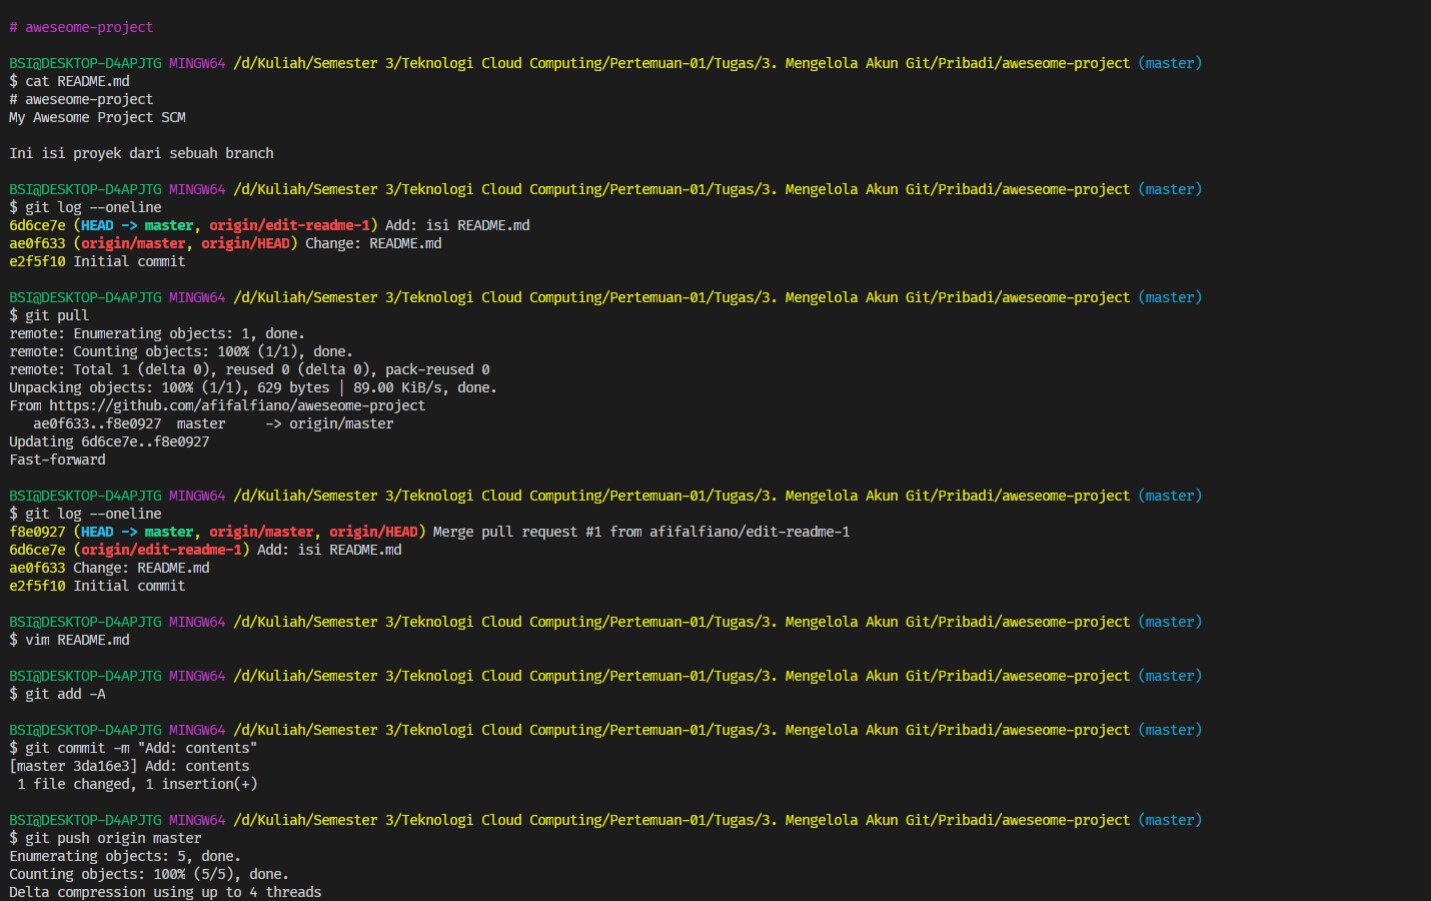 # aweseome-project
BSI@DESKTOP-D4APJTG MINGW64 /d/Kuliah/Semester 3/Teknologi Cloud Computing/Pertemuan-01/Tugas/3. Mengelola Akun Git/Pribadi/aweseome-project (master)
$ cat README.md
# aweseome-project
My Awesome Project SCM
Ini isi proyek dari sebuah branch
BSI@DESKTOP-D4APJTG MINGW64 /d/Kuliah/Semester 3/Teknologi Cloud Computing/Pertemuan-01/Tugas/3. Mengelola Akun Git/Pribadi/aweseome-project (master)
$ git log --oneline
6d6ce7e (HEAD -> master, origin/edit-readme-1) Add: isi README.md
ae0f633 (origin/master, origin/HEAD) Change: README.md
e2f5f10 Initial commit
BSI@DESKTOP-D4APJTG MINGW64 /d/Kuliah/Semester 3/Teknologi Cloud Computing/Pertemuan-01/Tugas/3. Mengelola Akun Git/Pribadi/aweseome-project (master)
$ git pull
remote: Enumerating objects: 1, done.
remote: Counting objects: 100% (1/1), done.
remote: Total 1 (delta 0), reused 0 (delta 0), pack-reused 0
Unpacking objects: 100% (1/1), 629 bytes | 89.00 KiB/s, done.
From https://github.com/afifalfiano/aweseome-project
ae0f633..f8e0927 master -> origin/master
Updating 6d6ce7e..f8e0927
Fast-forward
BSI@DESKTOP-D4APJTG MINGW64 /d/Kuliah/Semester 3/Teknologi Cloud Computing/Pertemuan-01/Tugas/3. Mengelola Akun Git/Pribadi/aweseome-project (master)
$ git log --oneline
f8e0927 (HEAD -> master, origin/master, origin/HEAD) Merge pull request #1 from afifalfiano/edit-readme-1
6d6ce7e (origin/edit-readme-1) Add: isi README.md
ae0f633 Change: README.md
e2f5f10 Initial commit
BSI@DESKTOP-D4APJTG MINGW64 /d/Kuliah/Semester 3/Teknologi Cloud Computing/Pertemuan-01/Tugas/3. Mengelola Akun Git/Pribadi/aweseome-project (master)
$ vim README.md
BSI@DESKTOP-D4APJTG MINGW64 /d/Kuliah/Semester 3/Teknologi Cloud Computing/Pertemuan-01/Tugas/3. Mengelola Akun Git/Pribadi/aweseome-project (master)
$ git add -A
BSI@DESKTOP-D4APJTG MINGW64 /d/Kuliah/Semester 3/Teknologi Cloud Computing/Pertemuan-01/Tugas/3. Mengelola Akun Git/Pribadi/aweseome-project (master)
$ git commit -m "Add: contents"
[master 3da16e3] Add: contents
1 file changed, 1 insertion(+)
BSI@DESKTOP-D4APJTG MINGW64 /d/Kuliah/Semester 3/Teknologi Cloud Computing/Pertemuan-01/Tugas/3. Mengelola Akun Git/Pribadi/aweseome-project (master)
$ git push origin master
Enumerating objects: 5, done.
Counting objects: 100% (5/5), done.
Delta compression using up to 4 threads